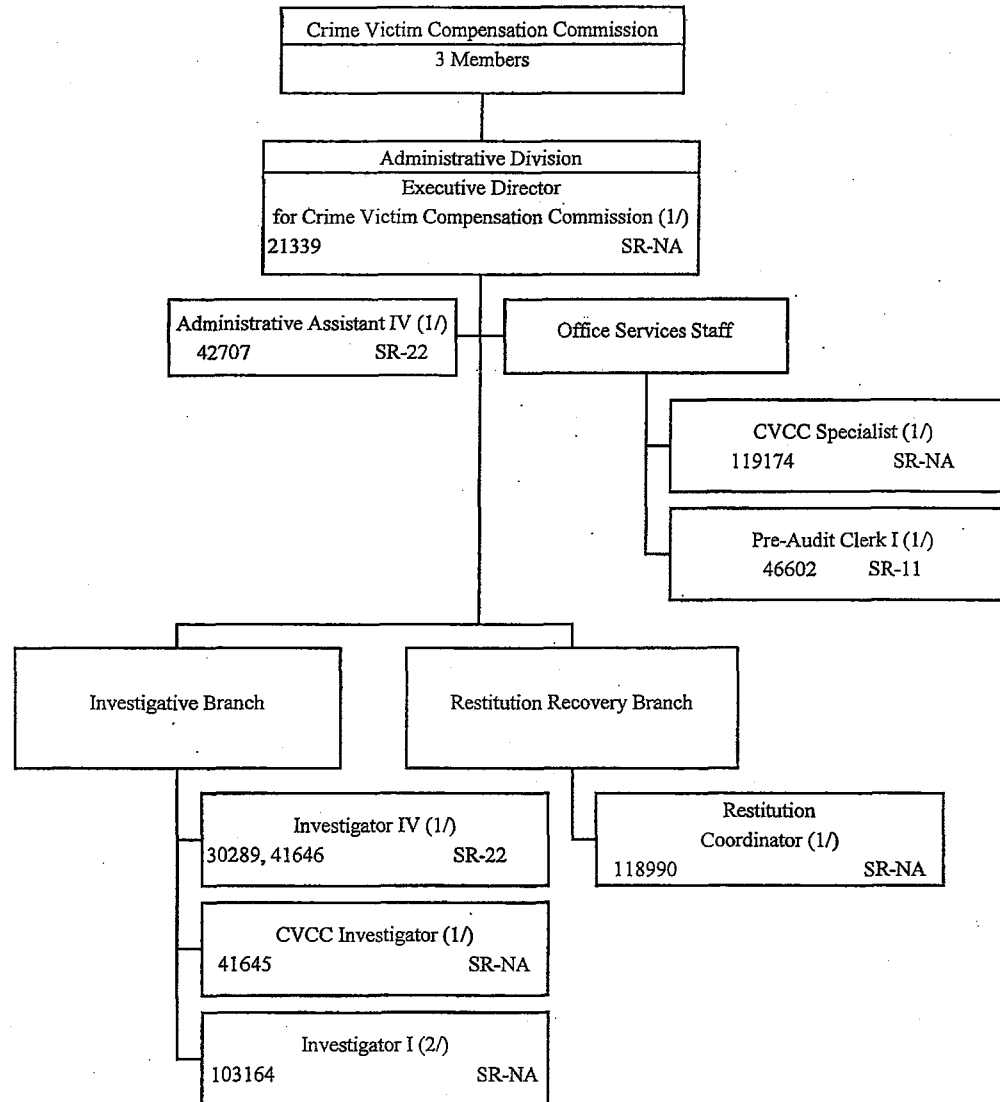 Crime Victim Compensation Commission
3 Members
Administrative Division
Executive Director
for Crime Victim Compensation Commission (1/)
21339 SR-NA
Administrative Assistant IV (1/)
42707 SR-22
Office Services Staff
CVCC Specialist (1/)
119174 SR-NA
Pre-Audit Clerk I (1/)
46602 SR-11
Investigative Branch
Restitution Recovery Branch
Investigator IV (1/)
30289, 41646 SR-22
CVCC Investigator (1/)
41645 SR-NA
Investigator I (2/)
103164 SR-NA
Restitution
Coordinator (1/)
118990 SR-NA